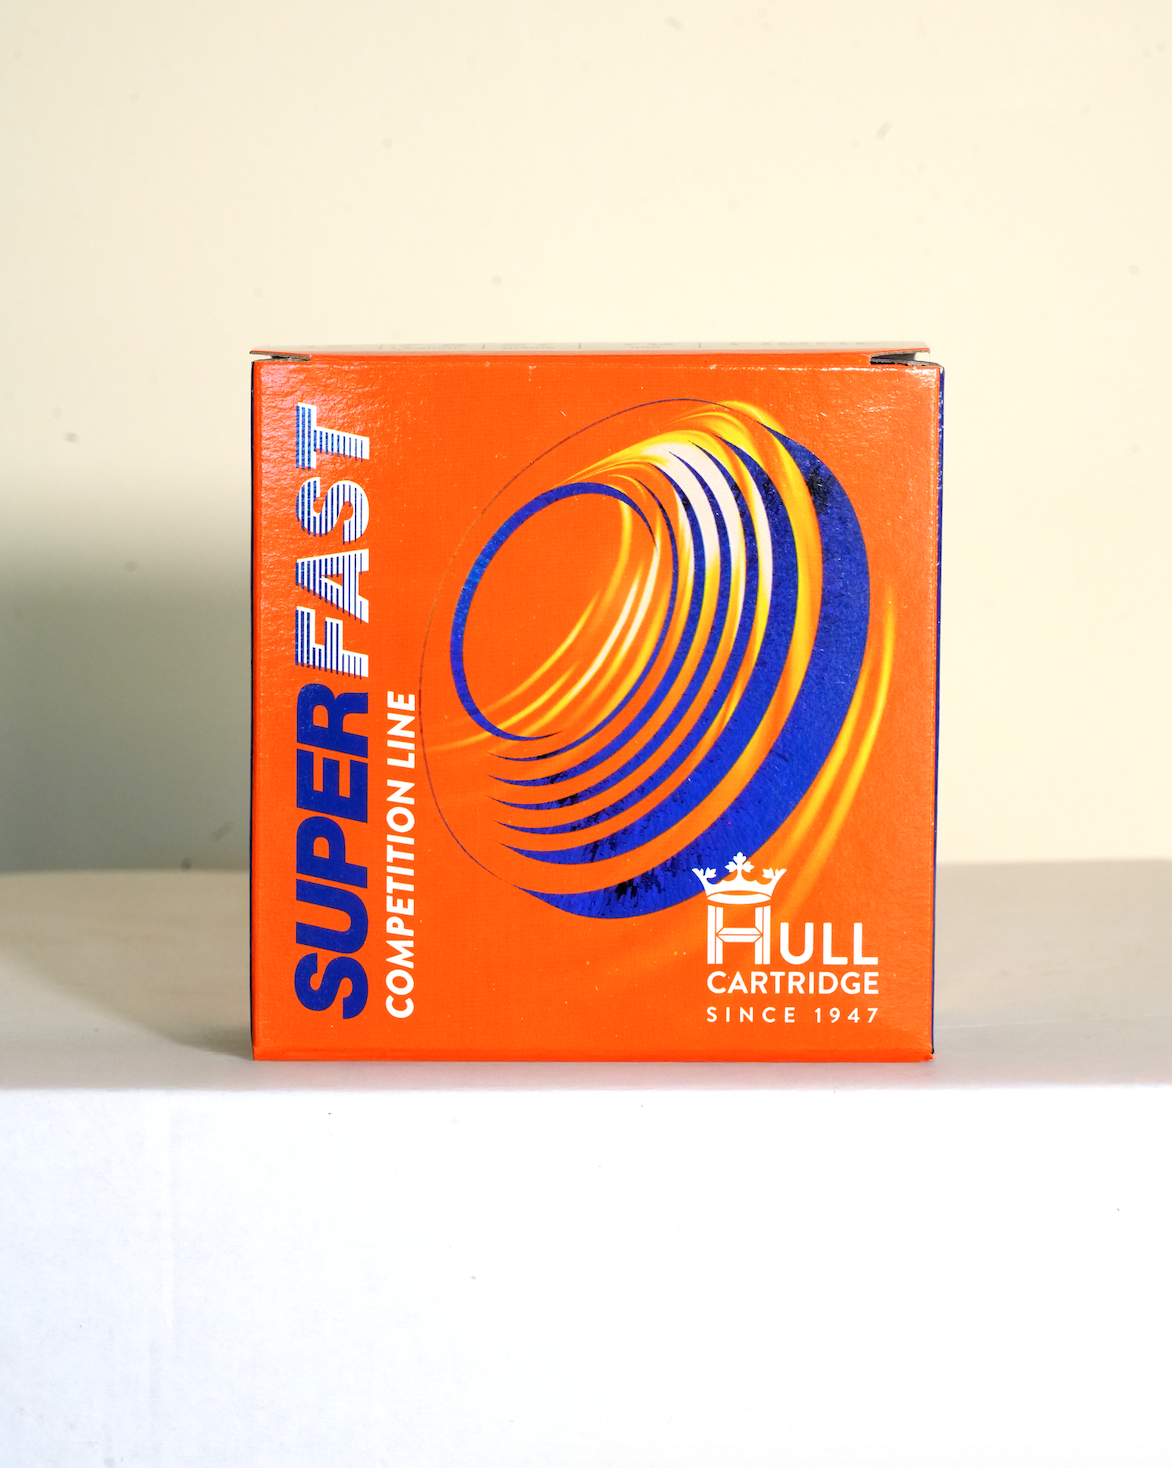 SUPERFAST
COMPETITION LINE
HULL
CARTRIDGE
SINCE 1947